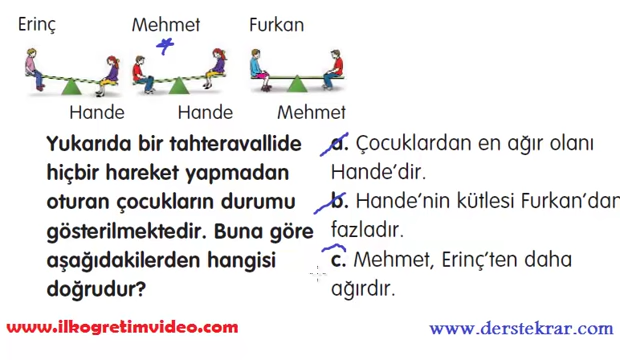 Erinç Mehmet Furkan
Hande Hande Mehmet
Yukarıda bir tahteravallide
hiçbir hareket yapmadan
oturan çocukların durumu
gösterilmektedir. Buna göre
aşağıdakilerden hangisi
doğrudur?
a. Çocuklardan en ağır olanı
Hande'dir.
b. Hande'nin kütlesi Furkan'dan
fazladır.
c. Mehmet, Erinç'ten daha
ağırdır.
www.ilkogretimvideo.com
www.derstekrar.com